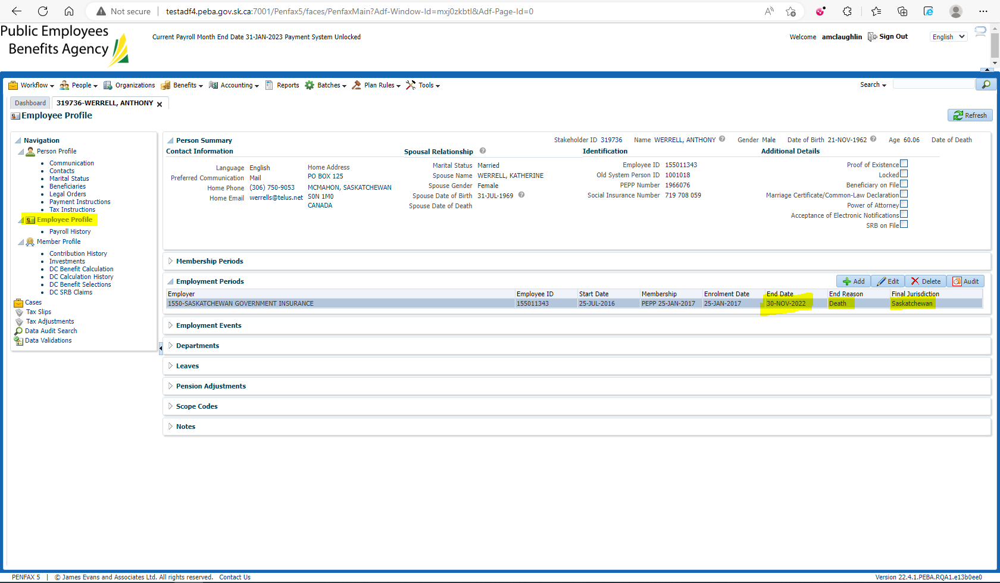 Not secure | testadf4.peba.gov.sk.ca:7001/Penfax5/faces/PenfaxMain?Adf-Window-Id=mxj0zkbtl&Adf-Page-Id=0
Public Employees
Benefits Agency
Current Payroll Month End Date 31-JAN-2023 Payment System Unlocked
Welcome amclaughlin Sign Out English
Workflow People Organizations Benefits Accounting Reports Batches Plan Rules Tools Search
Dashboard 319736-WERRELL, ANTHONY
Employee Profile Refresh
Navigation
Person Profile
Communication
Contacts
Marital Status
Beneficiaries
Legal Orders
Payment Instructions
Tax Instructions
Employee Profile
Payroll History
Member Profile
Contribution History
Investments
DC Benefit Calculation
DC Calculation History
DC Benefit Selections
DC SRB Claims
Cases
Tax Slips
Tax Adjustments
Data Audit Search
Data Validations
Person Summary Stakeholder ID 319736 Name WERRELL, ANTHONY Gender Male Date of Birth 21-NOV-1962 Age 60.06 Date of Death
Contact Information
Language English
Preferred Communication Mail
Home Phone (306) 750-9053
Home Email werrells@telus.net
Home Address
PO BOX 125
MCMAHON, SASKATCHEWAN
S0N 1M0
CANADA
Spousal Relationship
Marital Status Married
Spouse Name WERRELL, KATHERINE
Spouse Gender Female
Spouse Date of Birth 31-JUL-1969
Spouse Date of Death
Identification
Employee ID 155011343
Old System Person ID 1001018
PEPP Number 1966076
Social Insurance Number 719 708 059
Additional Details
Proof of Existence
Locked
Beneficiary on File
Marriage Certificate/Common-Law Declaration
Power of Attorney
Acceptance of Electronic Notifications
SRB on File
Membership Periods
Employment Periods Add Edit Delete Audit
Employer Employee ID Start Date Membership Enrolment Date End Date End Reason Final Jurisdiction
1550-SASKATCHEWAN GOVERNMENT INSURANCE 155011343 25-JUL-2016 PEPP 25-JAN-2017 25-JAN-2017 30-NOV-2022 Death Saskatchewan
Employment Events
Departments
Leaves
Pension Adjustments
Scope Codes
Notes
PENFAX 5 | © James Evans and Associates Ltd. All rights reserved. Contact Us Version 22.4.1.PEBA.RQA1.e13b0ee0